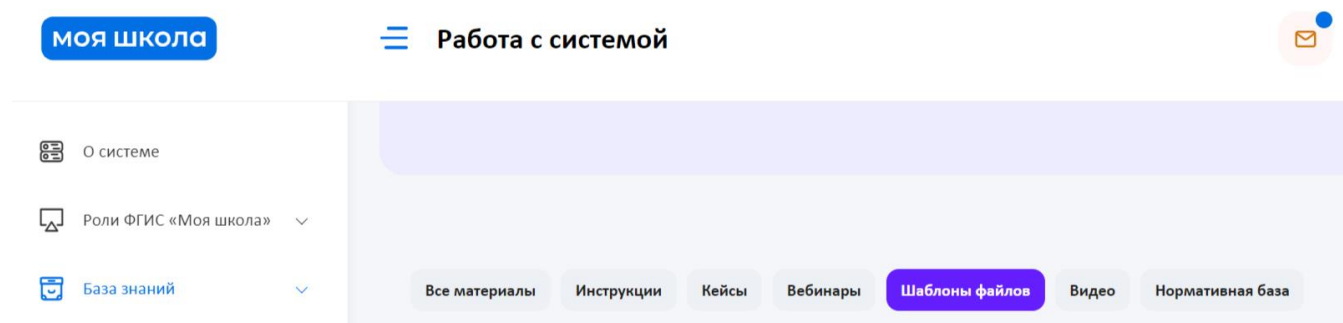 моя школа
Работа с системой
О системе
Роли ФГИС «Моя школа»
База знаний
Все материалы Инструкции Кейсы Вебинары Шаблоны файлов Видео Нормативная база